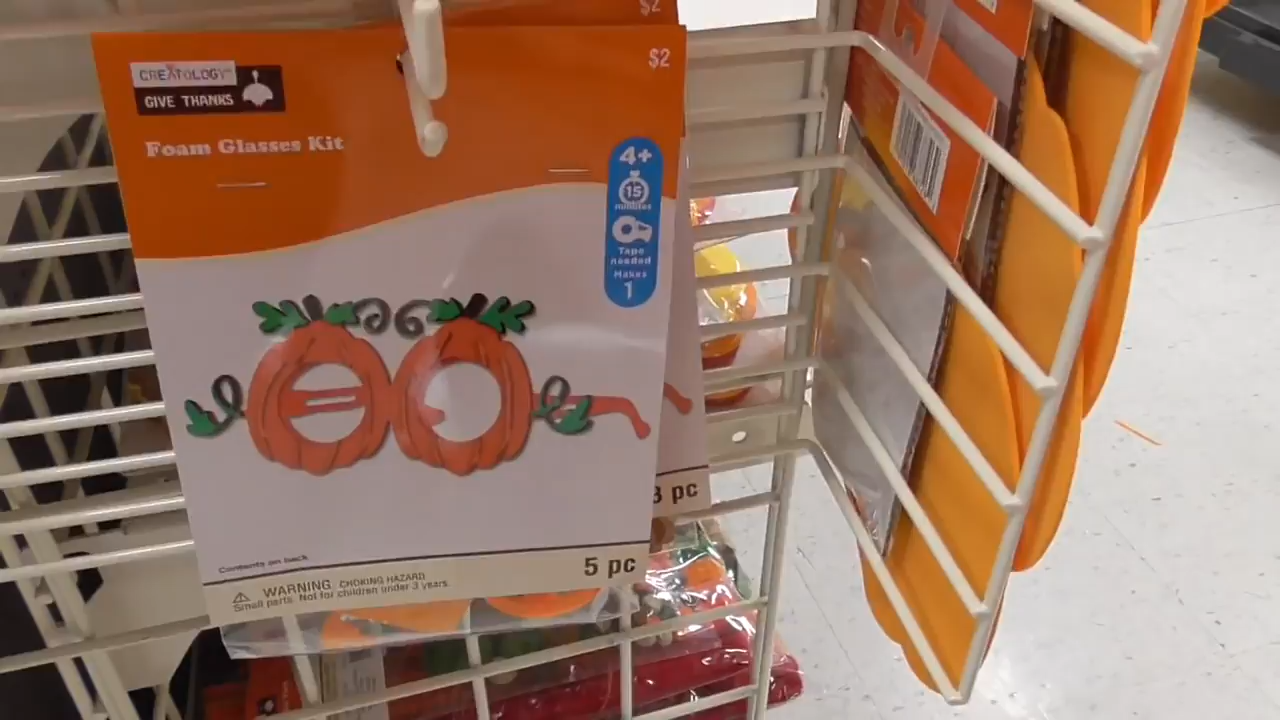 $2
$2
CREATOLOGY
GIVE THANKS
Foam Glasses Kit
4+
15
minutes
Tape
needed
Makes
1
3 pc
Contents on back
5 pc
WARNING: CHOKING HAZARD
Small parts. Not for children under 3 years.